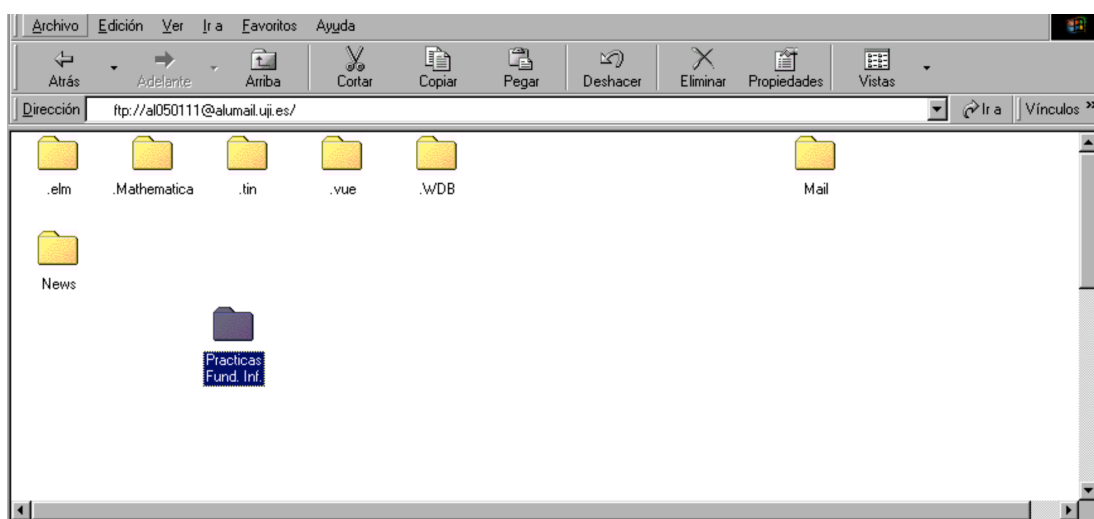 Archivo Edición Ver Ir a Favoritos Ayuda
Atrás Adelante Arriba Cortar Copiar Pegar Deshacer Eliminar Propiedades Vistas
Dirección ftp://al050111@alumail.uji.es/ Ir a Vínculos »
.elm .Mathematica .tin .vue .WDB Mail
News
Practicas
Fund. Inf.